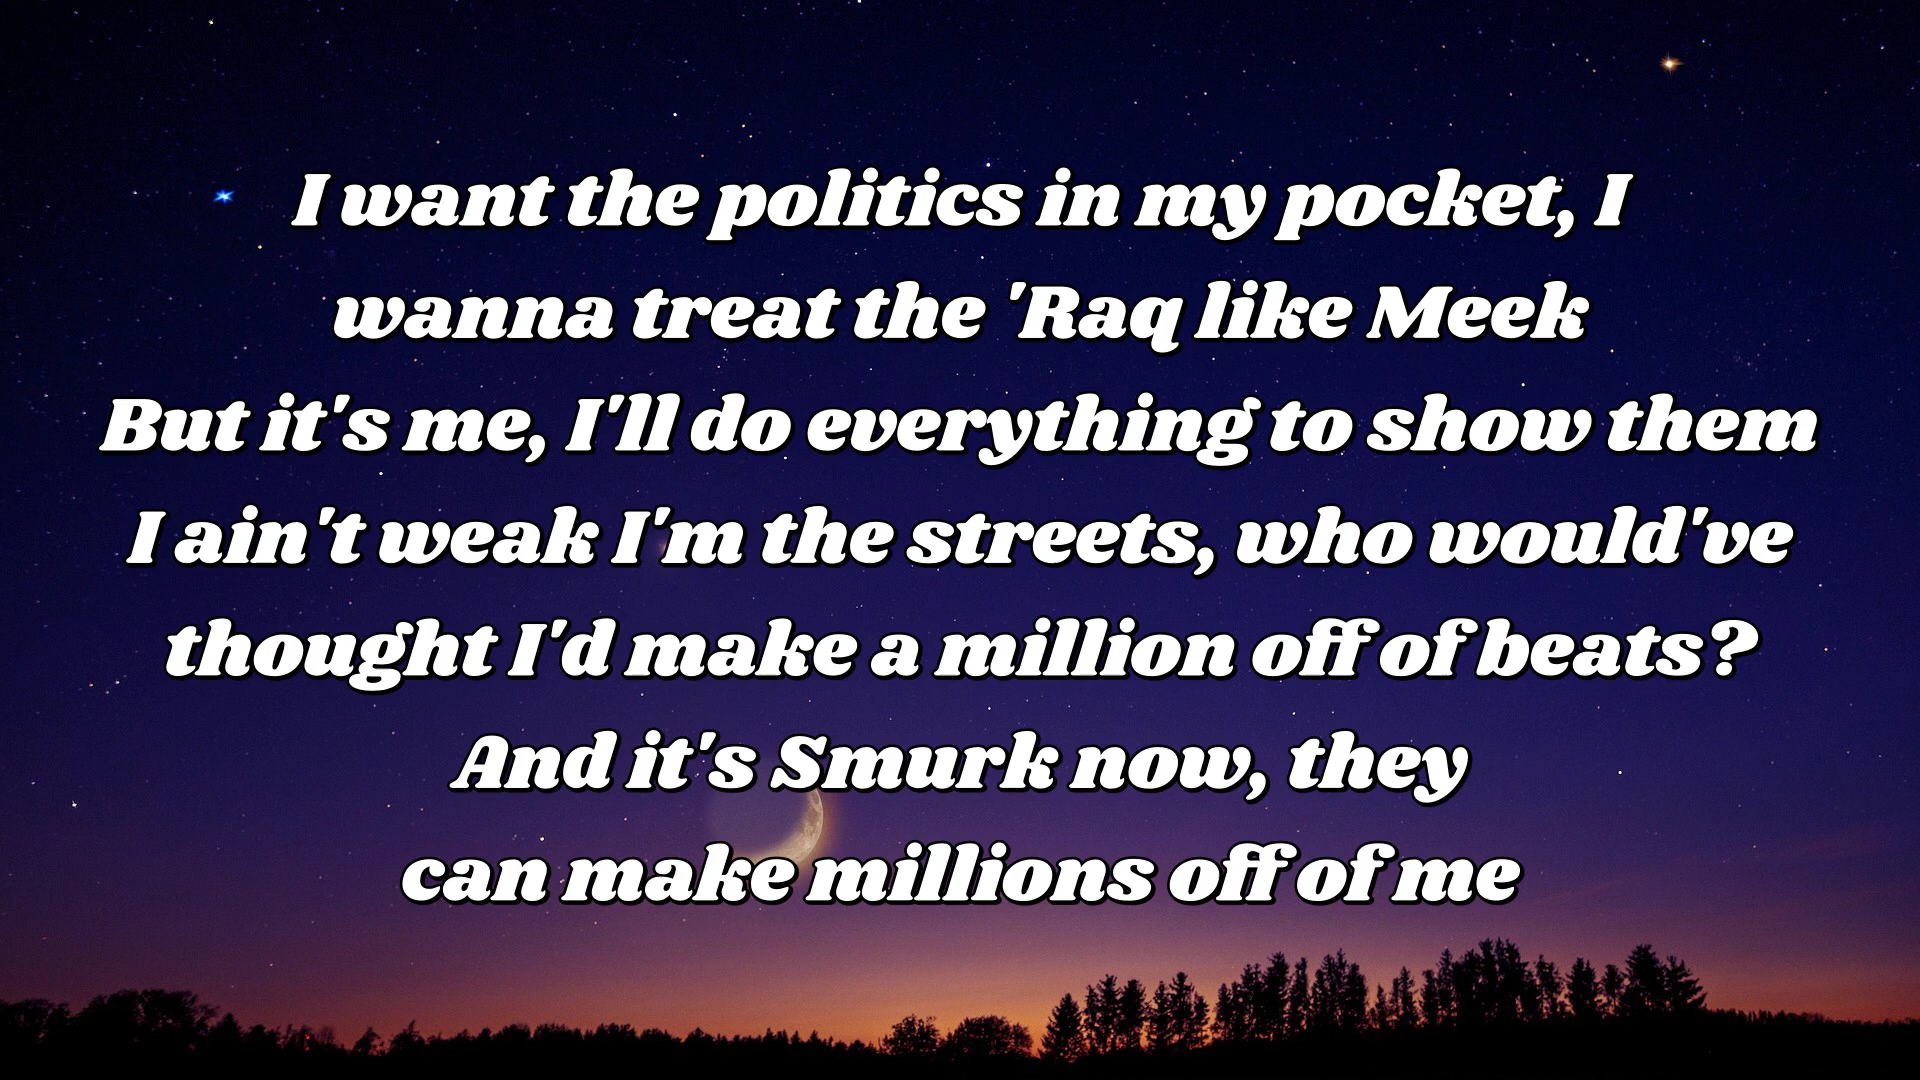 I want the politics in my pocket, I
wanna treat the 'Raq like Meek
But it's me, I'll do everything to show them
I ain't weak I'm the streets, who would've
thought I'd make a million off of beats?
And it's Smurk now, they
can make millions off of me